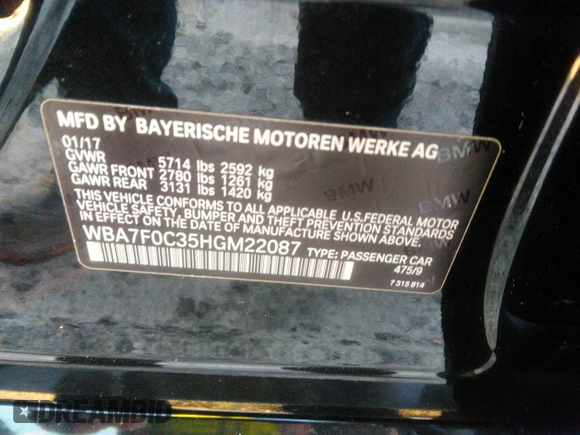 MFD BY BAYERISCHE MOTOREN WERKE AG
01/17
GVWR 5714 lbs 2592 kg
GAWR FRONT 2780 lbs 1261 kg
GAWR REAR 3131 lbs 1420 kg
THIS VEHICLE CONFORMS TO ALL APPLICABLE U.S.FEDERAL MOTOR
VEHICLE SAFETY, BUMPER AND THEFT PREVENTION STANDARDS
IN EFFECT ON THE DATE OF MANUFACTURE SHOWN ABOVE.
WBA7F0C35HGM22087 TYPE: PASSENGER CAR
475/9
7 315 814
BMW
BMW
BMW
DREAMBID